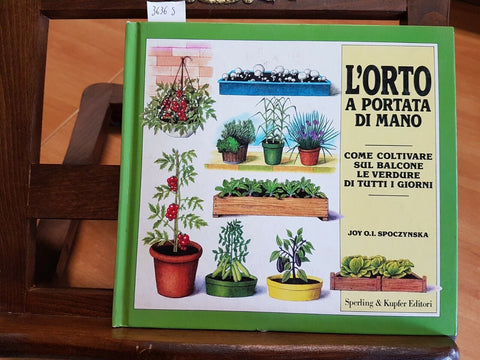 3636 S
L'ORTO
A PORTATA
DI MANO
COME COLTIVARE
SUL BALCONE
LE VERDURE
DI TUTTI I GIORNI
JOY O.I. SPOCZYNSKA
Sperling & Kupfer Editori